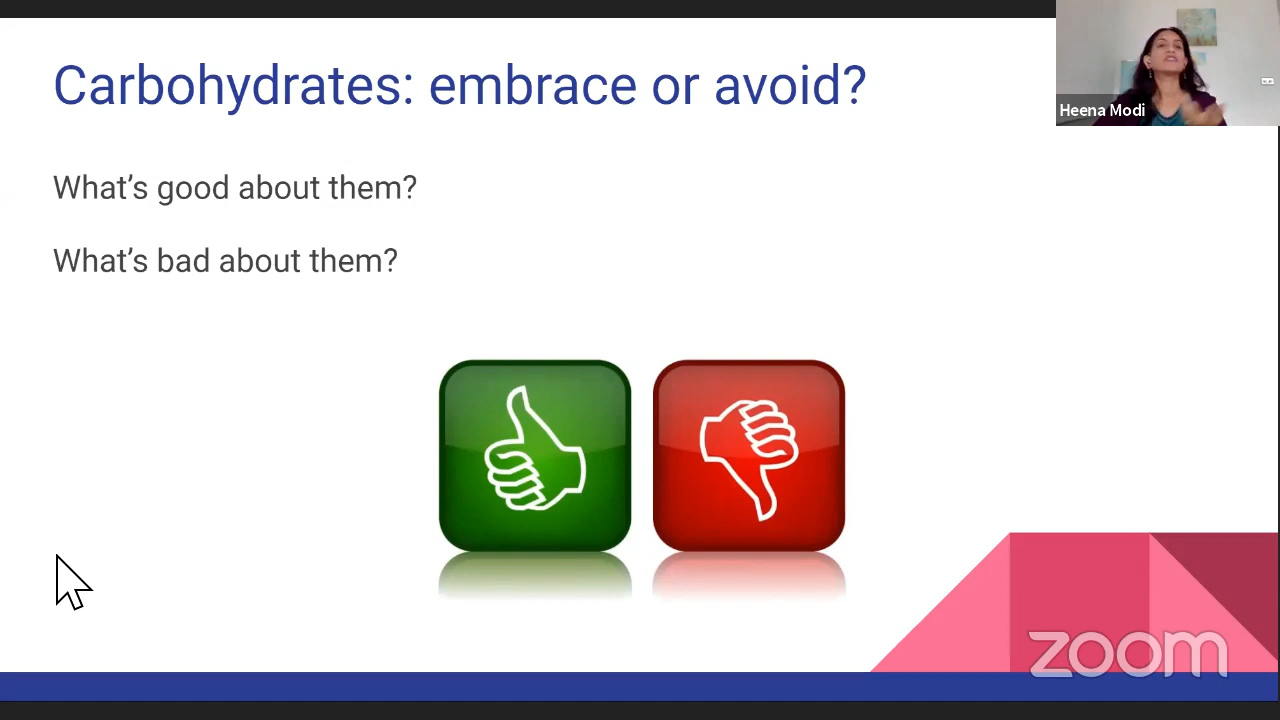 Carbohydrates: embrace or avoid?
Heena Modi
What’s good about them?
What’s bad about them?
zoom